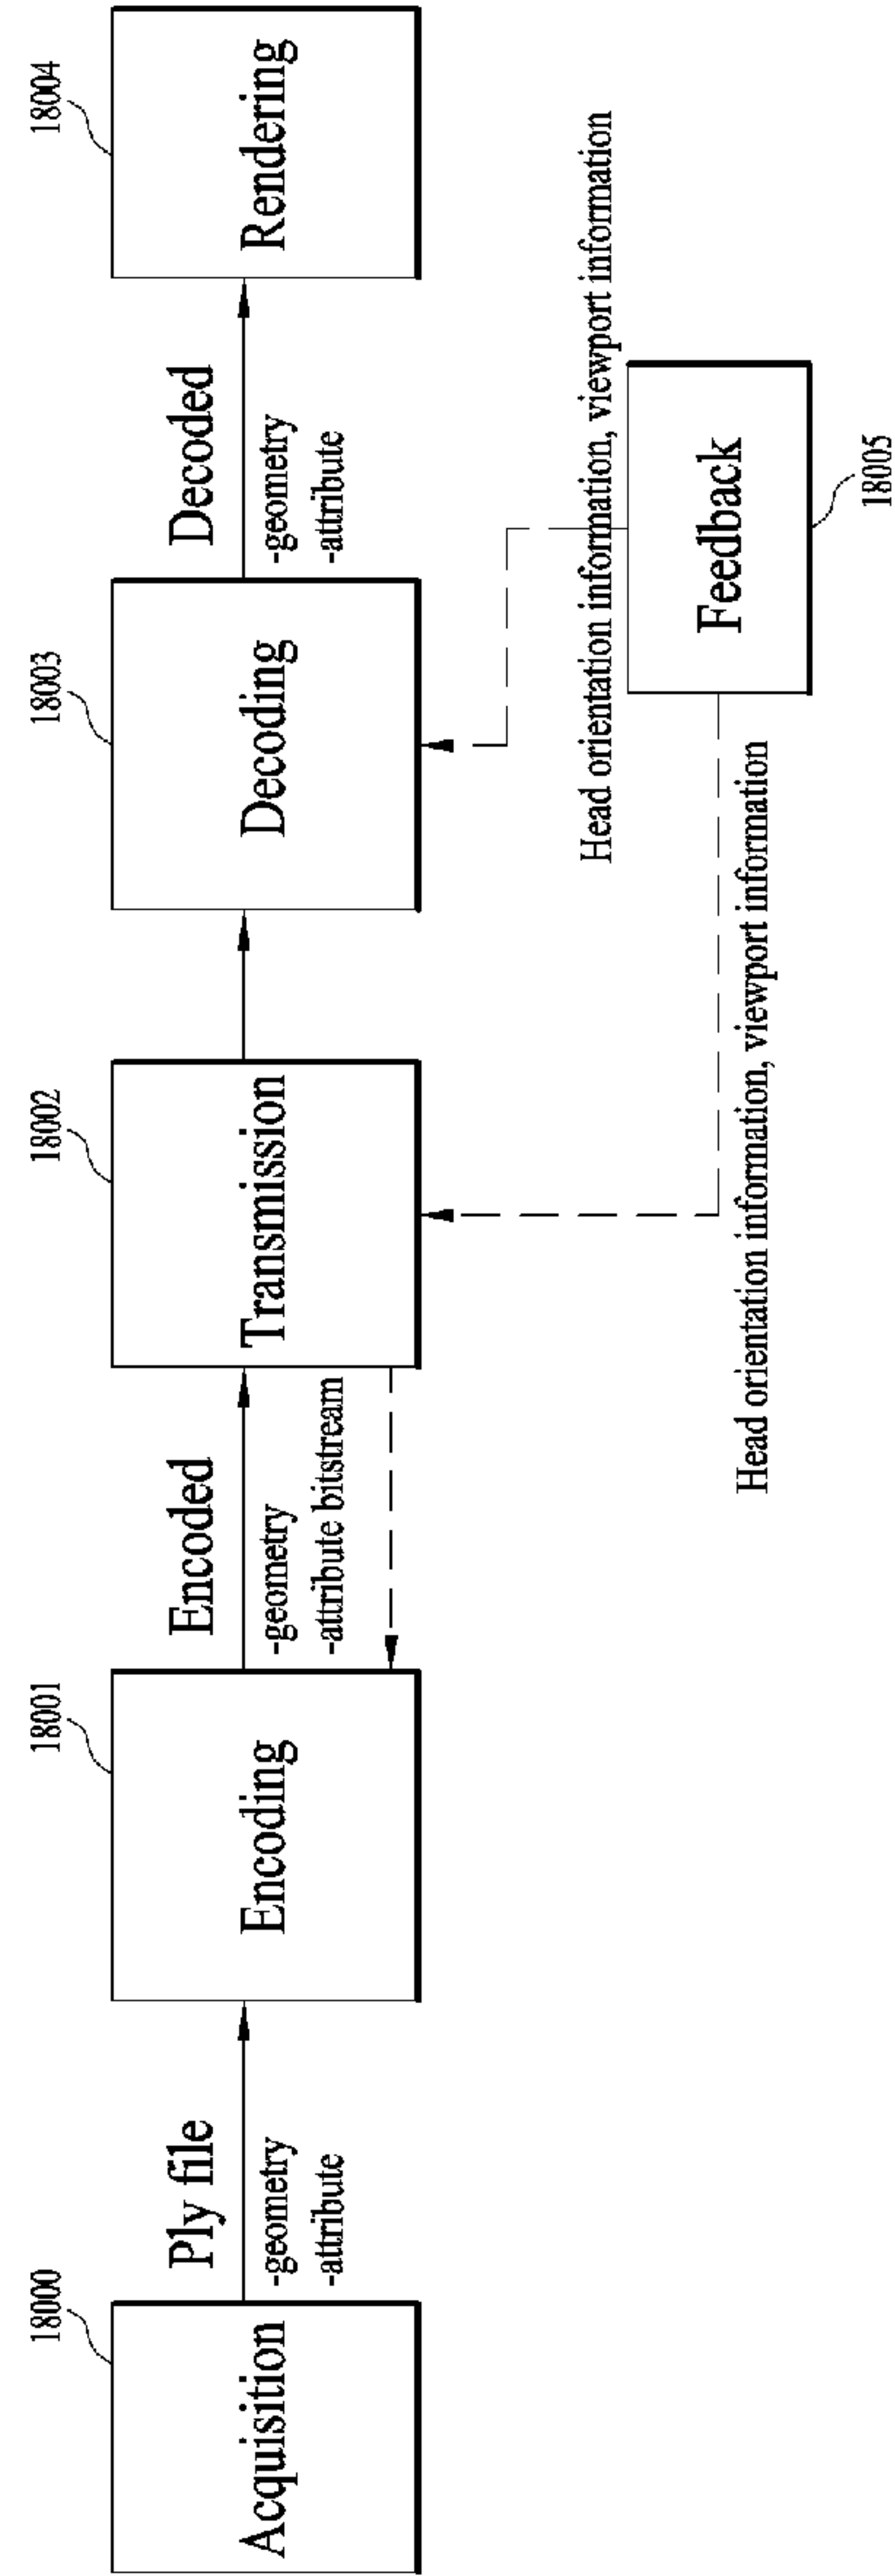 18000
Acquisition
Ply file
-geometry
-attribute
18001
Encoding
Encoded
-geometry
-attribute bitstream
18002
Transmission
18003
Decoding
Decoded
-geometry
-attribute
18004
Rendering
Head orientation information, viewport information
Feedback
18005
Head orientation information, viewport information